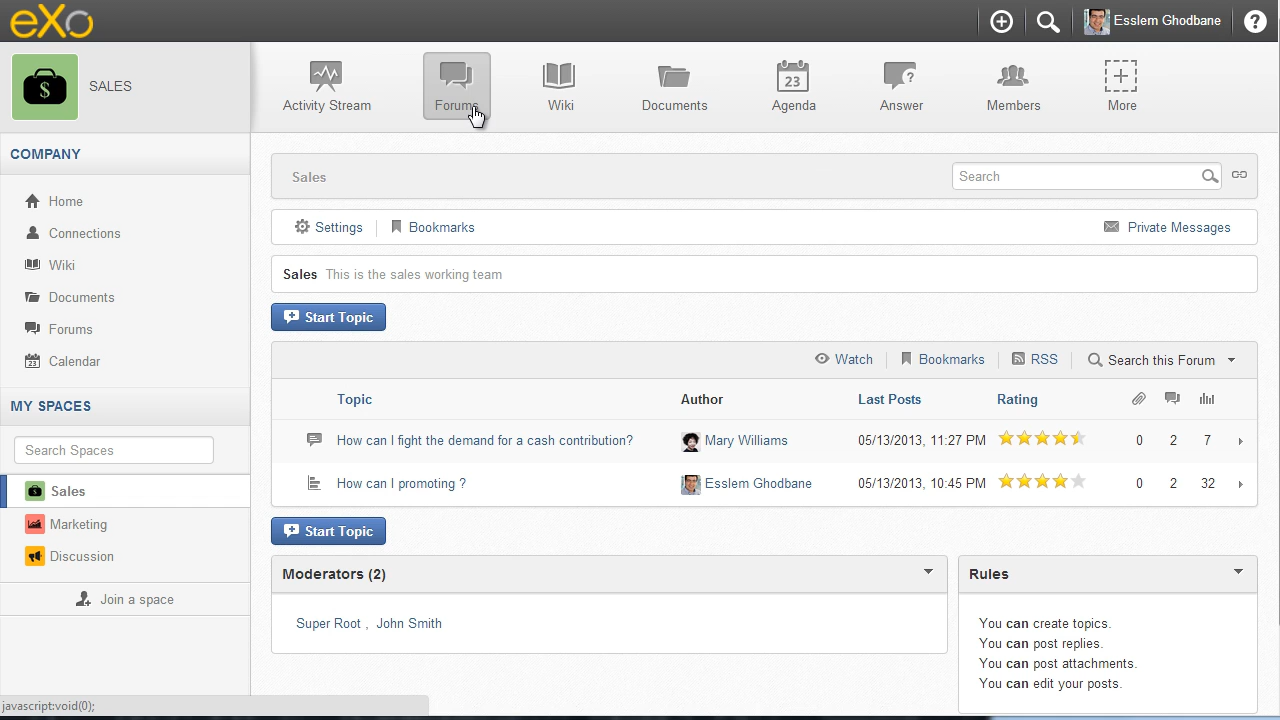 eXo
Esslem Ghodbane
SALES
Activity Stream
Forums
Wiki
Documents
23
Agenda
Answer
Members
More
COMPANY
Home
Connections
Wiki
Documents
Forums
23
Calendar
MY SPACES
Search Spaces
Sales
Marketing
Discussion
Join a space
Sales
Search
Settings
Bookmarks
Private Messages
Sales This is the sales working team
Start Topic
Watch
Bookmarks
RSS
Search this Forum
Topic Author Last Posts Rating
How can I fight the demand for a cash contribution? Mary Williams 05/13/2013, 11:27 PM 0 2 7
How can I promoting ? Esslem Ghodbane 05/13/2013, 10:45 PM 0 2 32
Start Topic
Moderators (2)
Super Root , John Smith
Rules
You can create topics.
You can post replies.
You can post attachments.
You can edit your posts.
javascript:void(0);